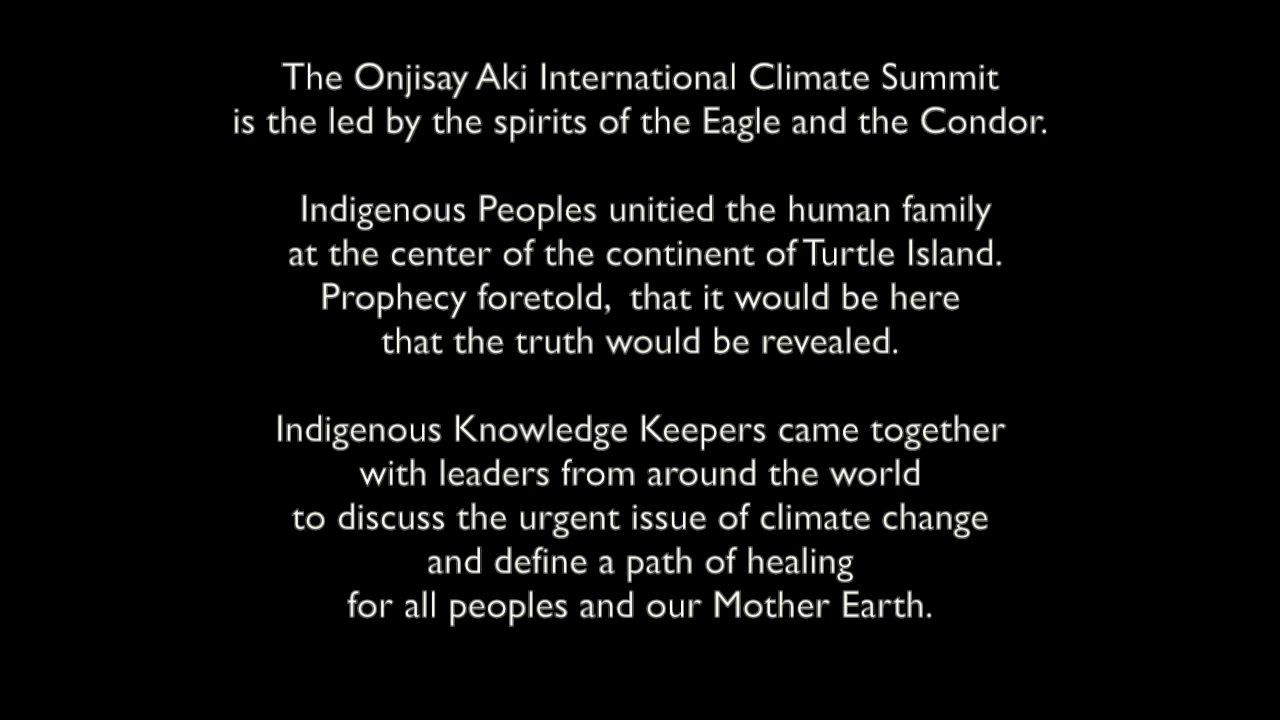 The Onjisay Aki International Climate Summit
is the led by the spirits of the Eagle and the Condor.
Indigenous Peoples unitied the human family
at the center of the continent of Turtle Island.
Prophecy foretold,  that it would be here
that the truth would be revealed.
Indigenous Knowledge Keepers came together
with leaders from around the world
to discuss the urgent issue of climate change
and define a path of healing
for all peoples and our Mother Earth.